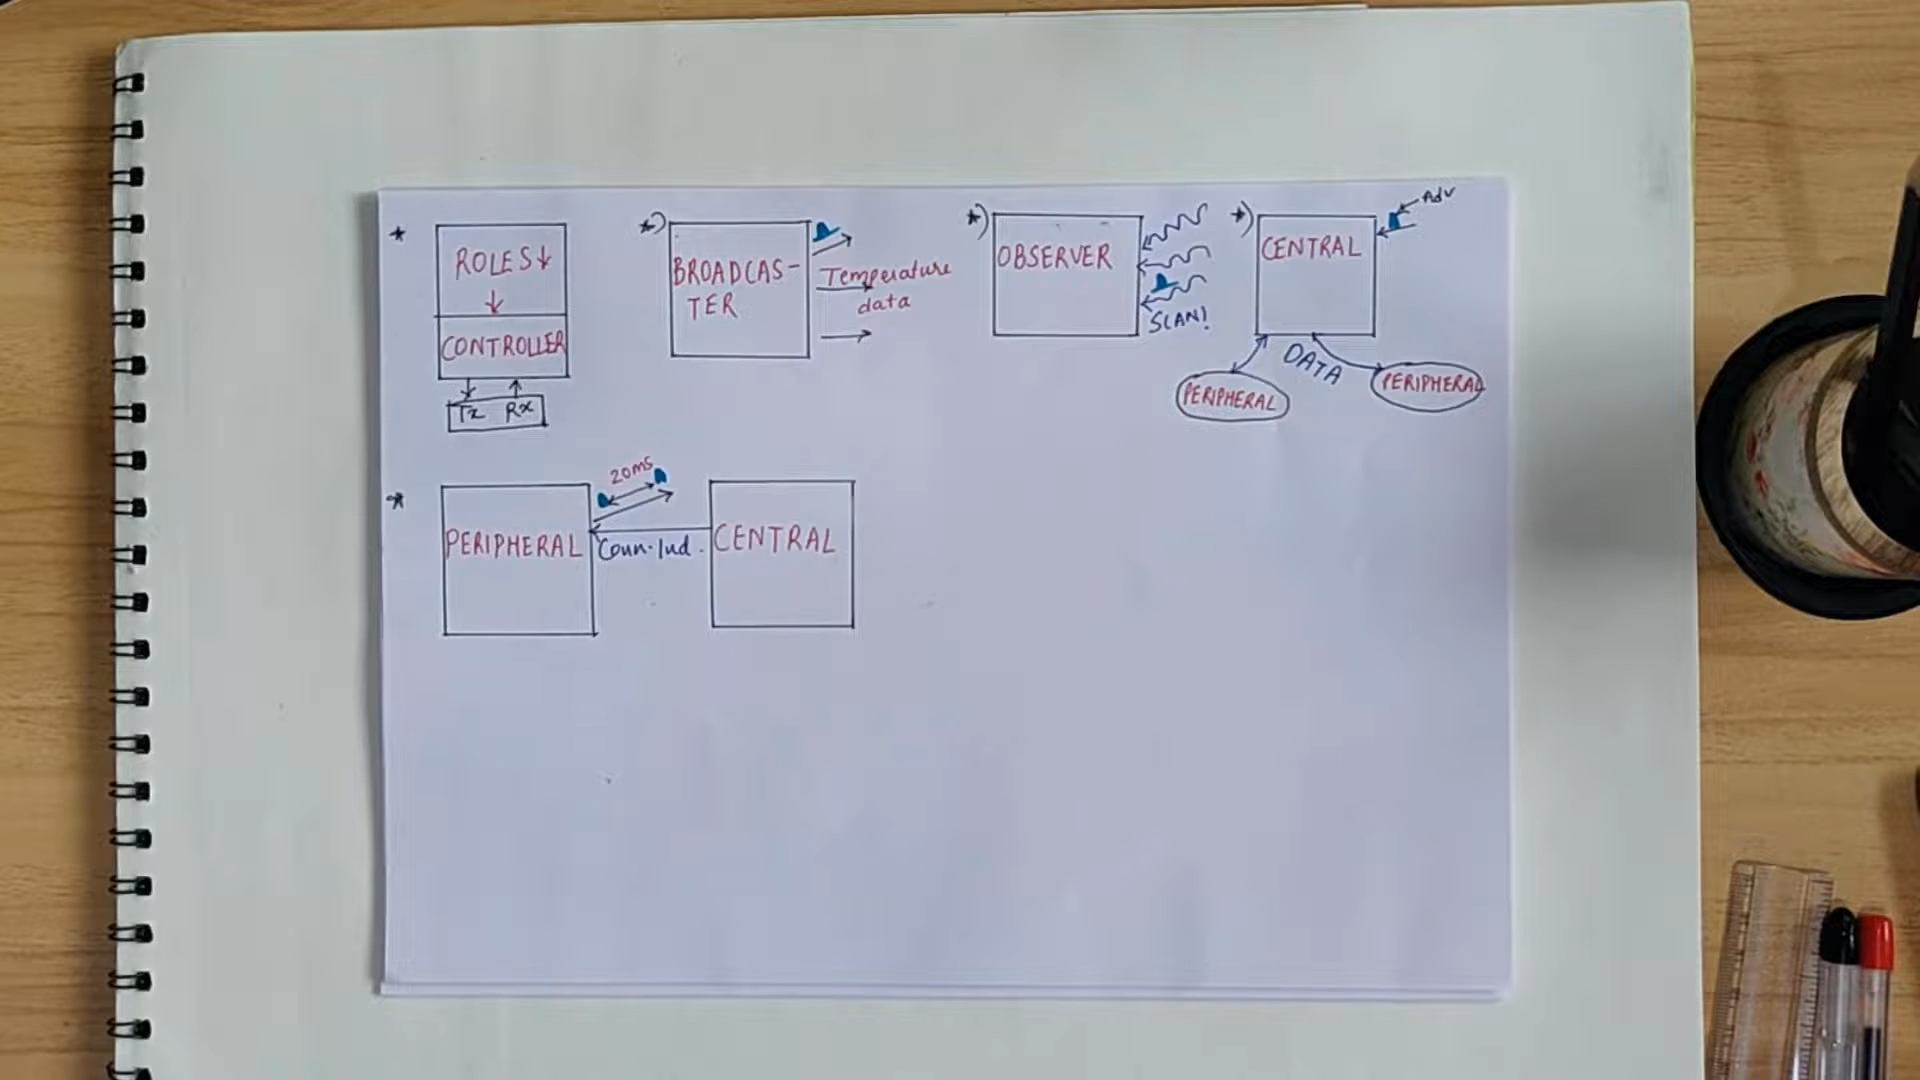 * ROLES↓
↓
CONTROLLER
Tx Rx
*) BROADCAS-
TER
Temperature
data
*) OBSERVER
SCAN!
*) CENTRAL
Adv
DATA
PERIPHERAL
PERIPHERAL
* PERIPHERAL
20ms
Conn.Ind.
CENTRAL